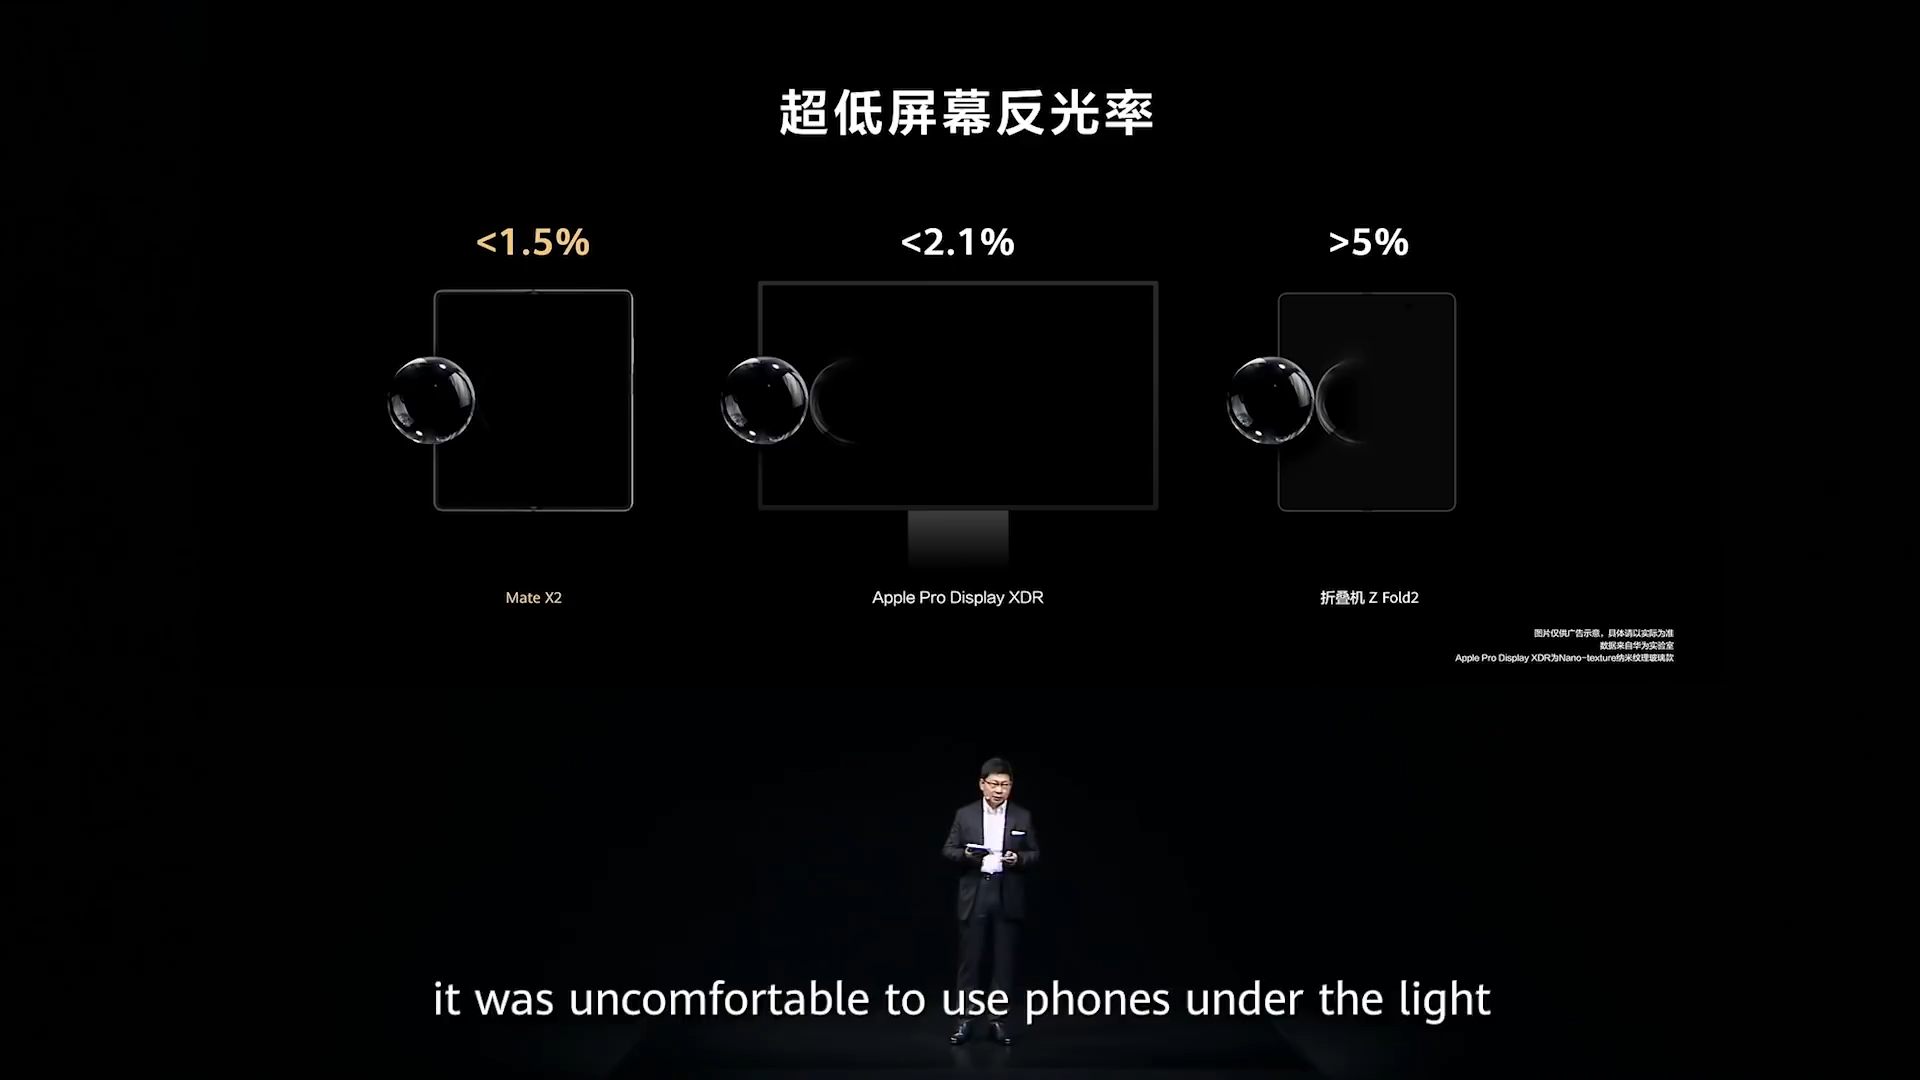 超低屏幕反光率
<1.5%
<2.1%
>5%
Mate X2
Apple Pro Display XDR
折叠机 Z Fold2
图片仅供广告示意，具体请以实际为准
数据来自华为实验室
Apple Pro Display XDR为Nano-texture纳米纹理玻璃款
it was uncomfortable to use phones under the light